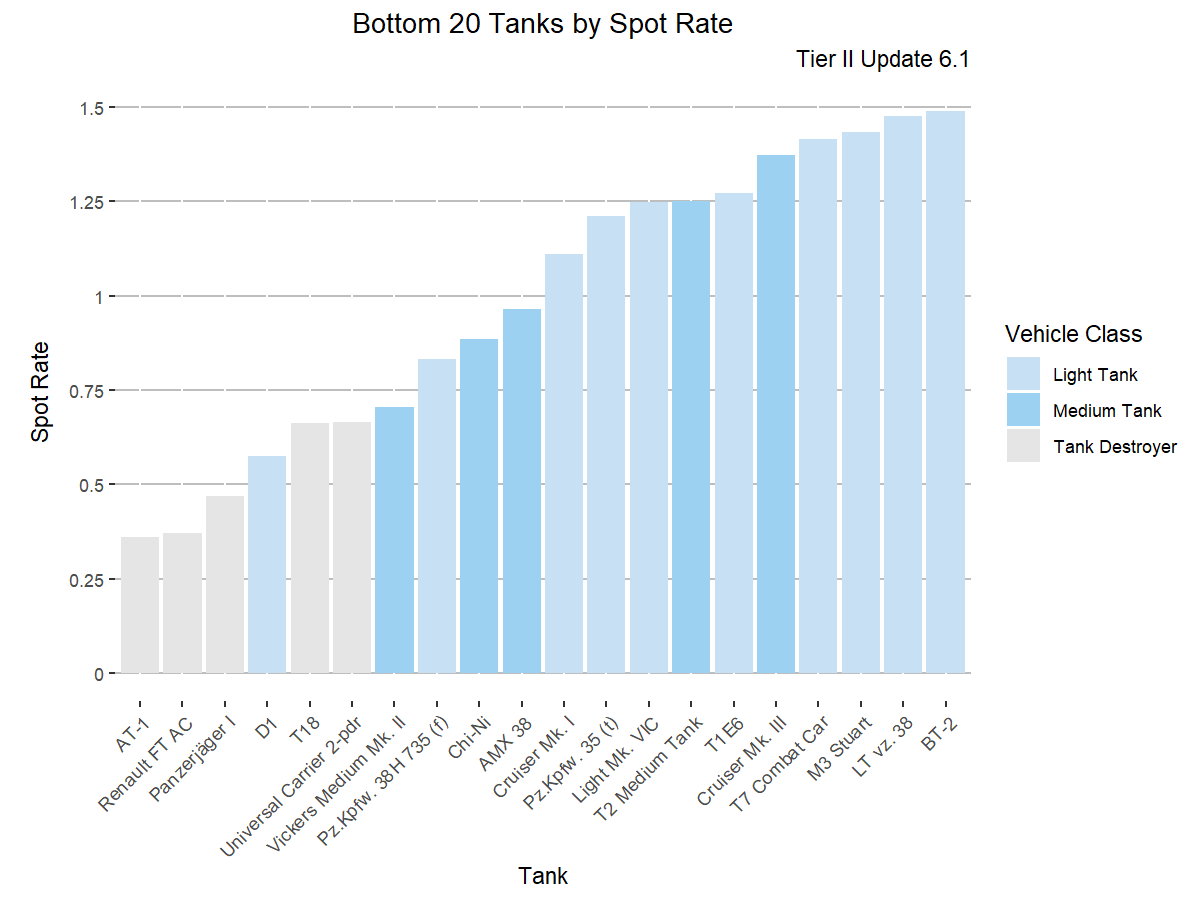 Bottom 20 Tanks by Spot Rate
Tier II Update 6.1
Spot Rate
1.5
1.25
1
0.75
0.5
0.25
0
AT-1
Renault FT AC
Panzerjäger I
D1
T18
Universal Carrier 2-pdr
Vickers Medium Mk. II
Pz.Kpfw. 38 H 735 (f)
Chi-Ni
AMX 38
Cruiser Mk. I
Pz.Kpfw. 35 (t)
Light Mk. VIC
T2 Medium Tank
T1E6
Cruiser Mk. III
T7 Combat Car
M3 Stuart
LT vz. 38
BT-2
Tank
Vehicle Class
Light Tank
Medium Tank
Tank Destroyer